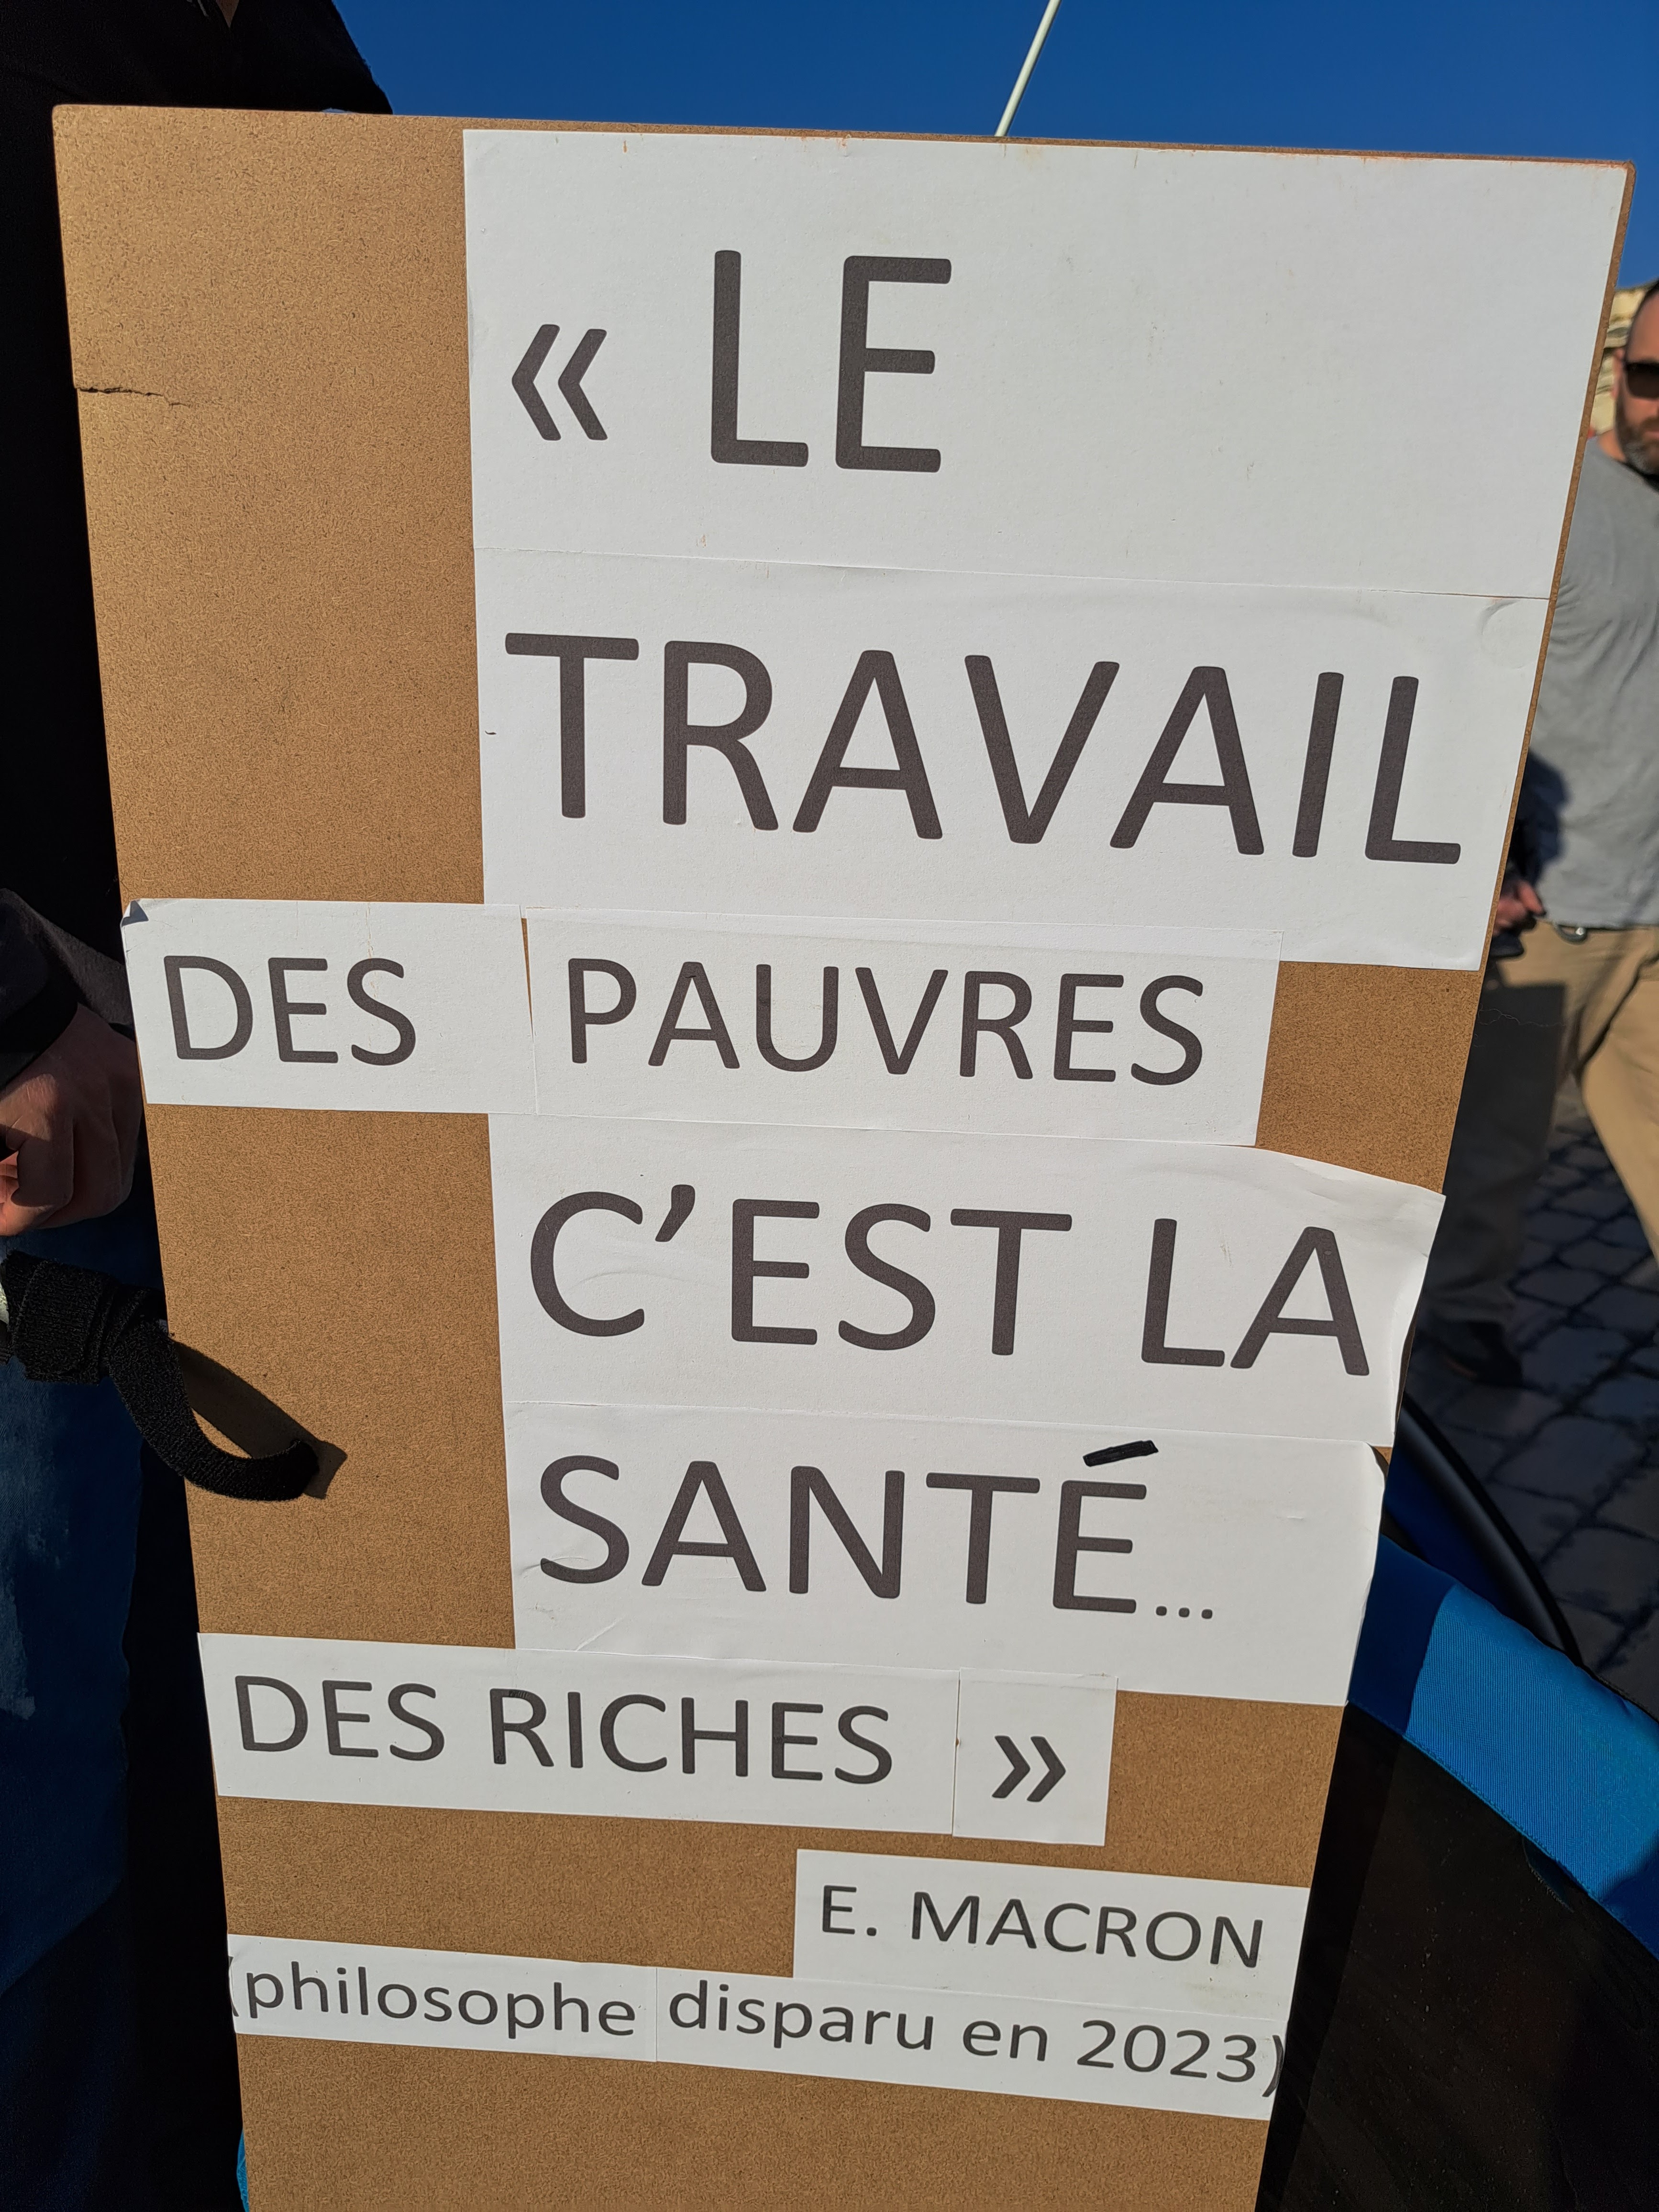 « LE
TRAVAIL
DES PAUVRES
C’EST LA
SANTÉ...
DES RICHES »
E. MACRON
(philosophe disparu en 2023)